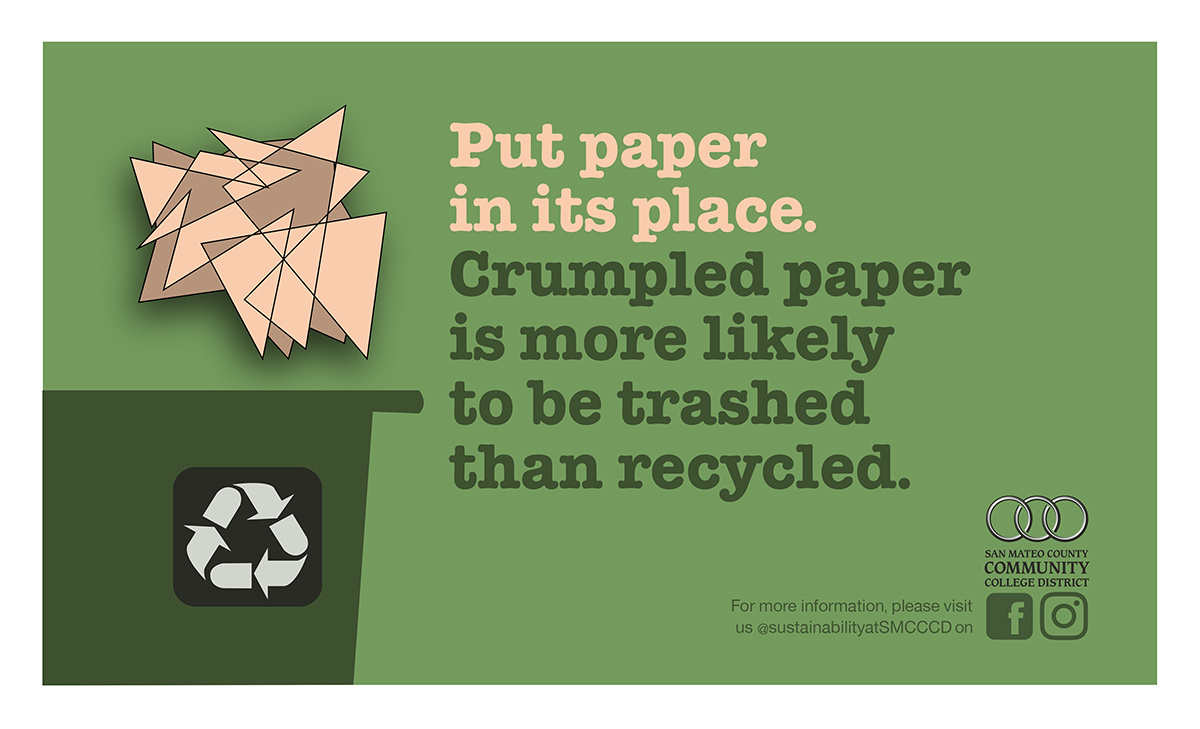 Put paper
in its place.
Crumpled paper
is more likely
to be trashed
than recycled.
SAN MATEO COUNTY
COMMUNITY
COLLEGE DISTRICT
For more information, please visit
us @sustainabilityatSMCCCD on